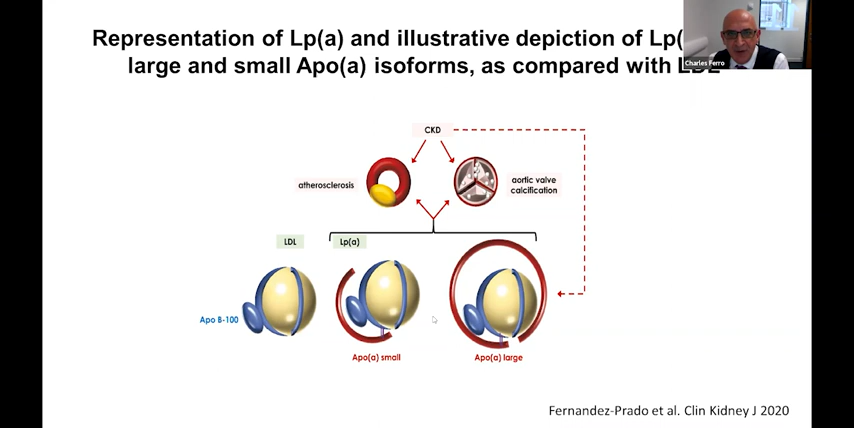 Representation of Lp(a) and illustrative depiction of Lp(
large and small Apo(a) isoforms, as compared with LDL
Charles Ferro
CKD
atherosclerosis
aortic valve
calcification
LDL
Lp(a)
Apo B-100
Apo(a) small
Apo(a) large
Fernandez-Prado et al. Clin Kidney J 2020